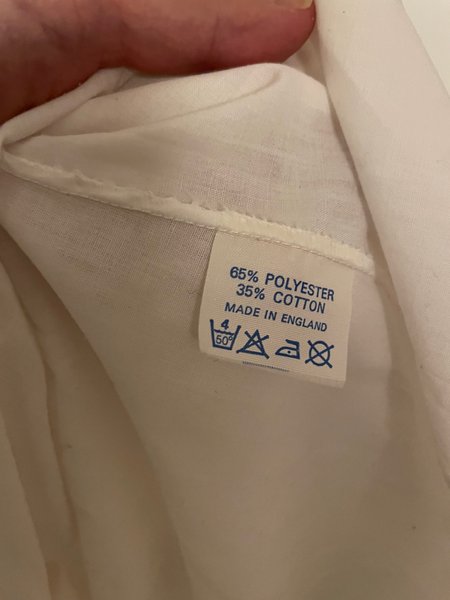 65% POLYESTER
35% COTTON
MADE IN ENGLAND
4
50°